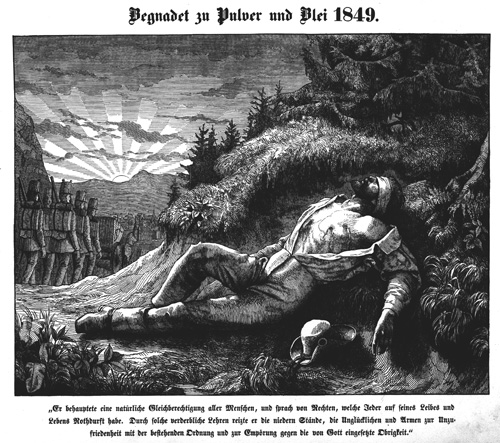 Begnadet zu Pulver und Blei 1849.
„Er behauptete eine natürliche Gleichberechtigung aller Menschen, und sprach von Rechten, welche Jeder auf seines Leibes und
Lebens Nothdurft habe. Durch solche verderbliche Lehren reizte er die niedern Stände, die Unglücklichen und Armen zur Unzu-
friedenheit mit der bestehenden Ordnung und zur Empörung gegen die von Gott eingesetzte Obrigkeit.“